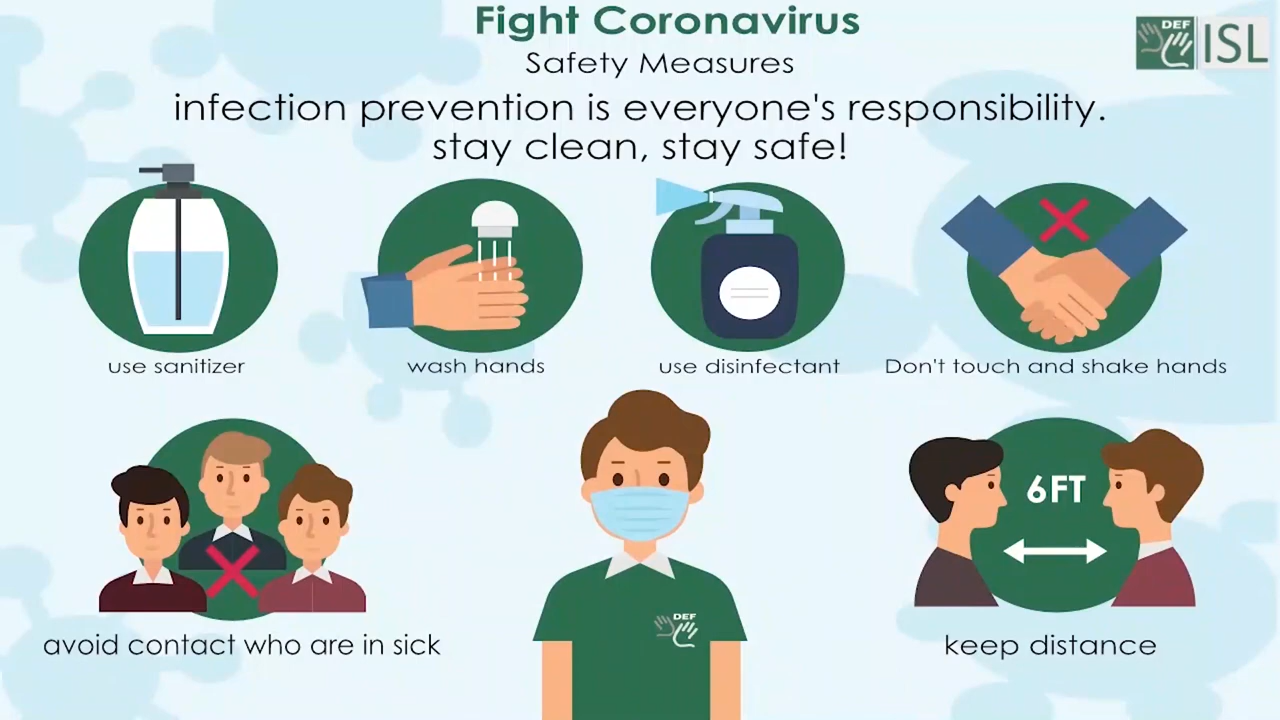 Fight Coronavirus
DEF
ISL
Safety Measures
infection prevention is everyone's responsibility.
stay clean, stay safe!
use sanitizer
wash hands
use disinfectant
Don't touch and shake hands
6FT
DEF
avoid contact who are in sick
keep distance